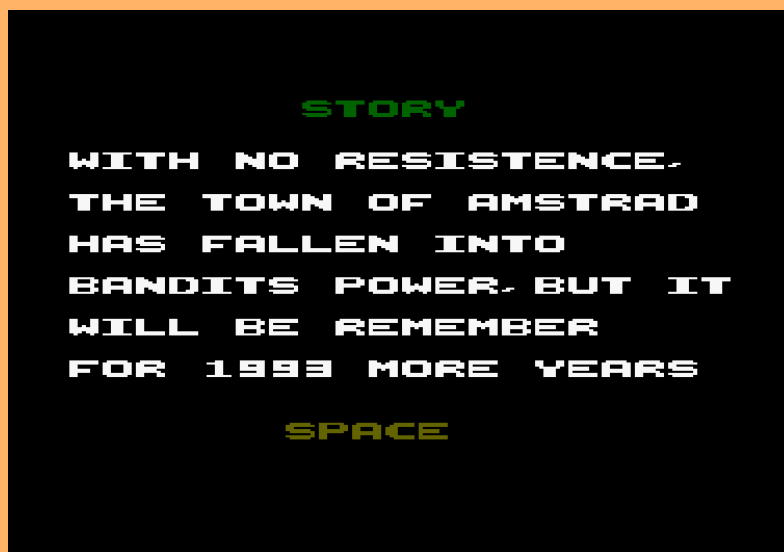 STORY
WITH NO RESISTENCE,
THE TOWN OF AMSTRAD
HAS FALLEN INTO
BANDITS POWER, BUT IT
WILL BE REMEMBER
FOR 1993 MORE YEARS
SPACE